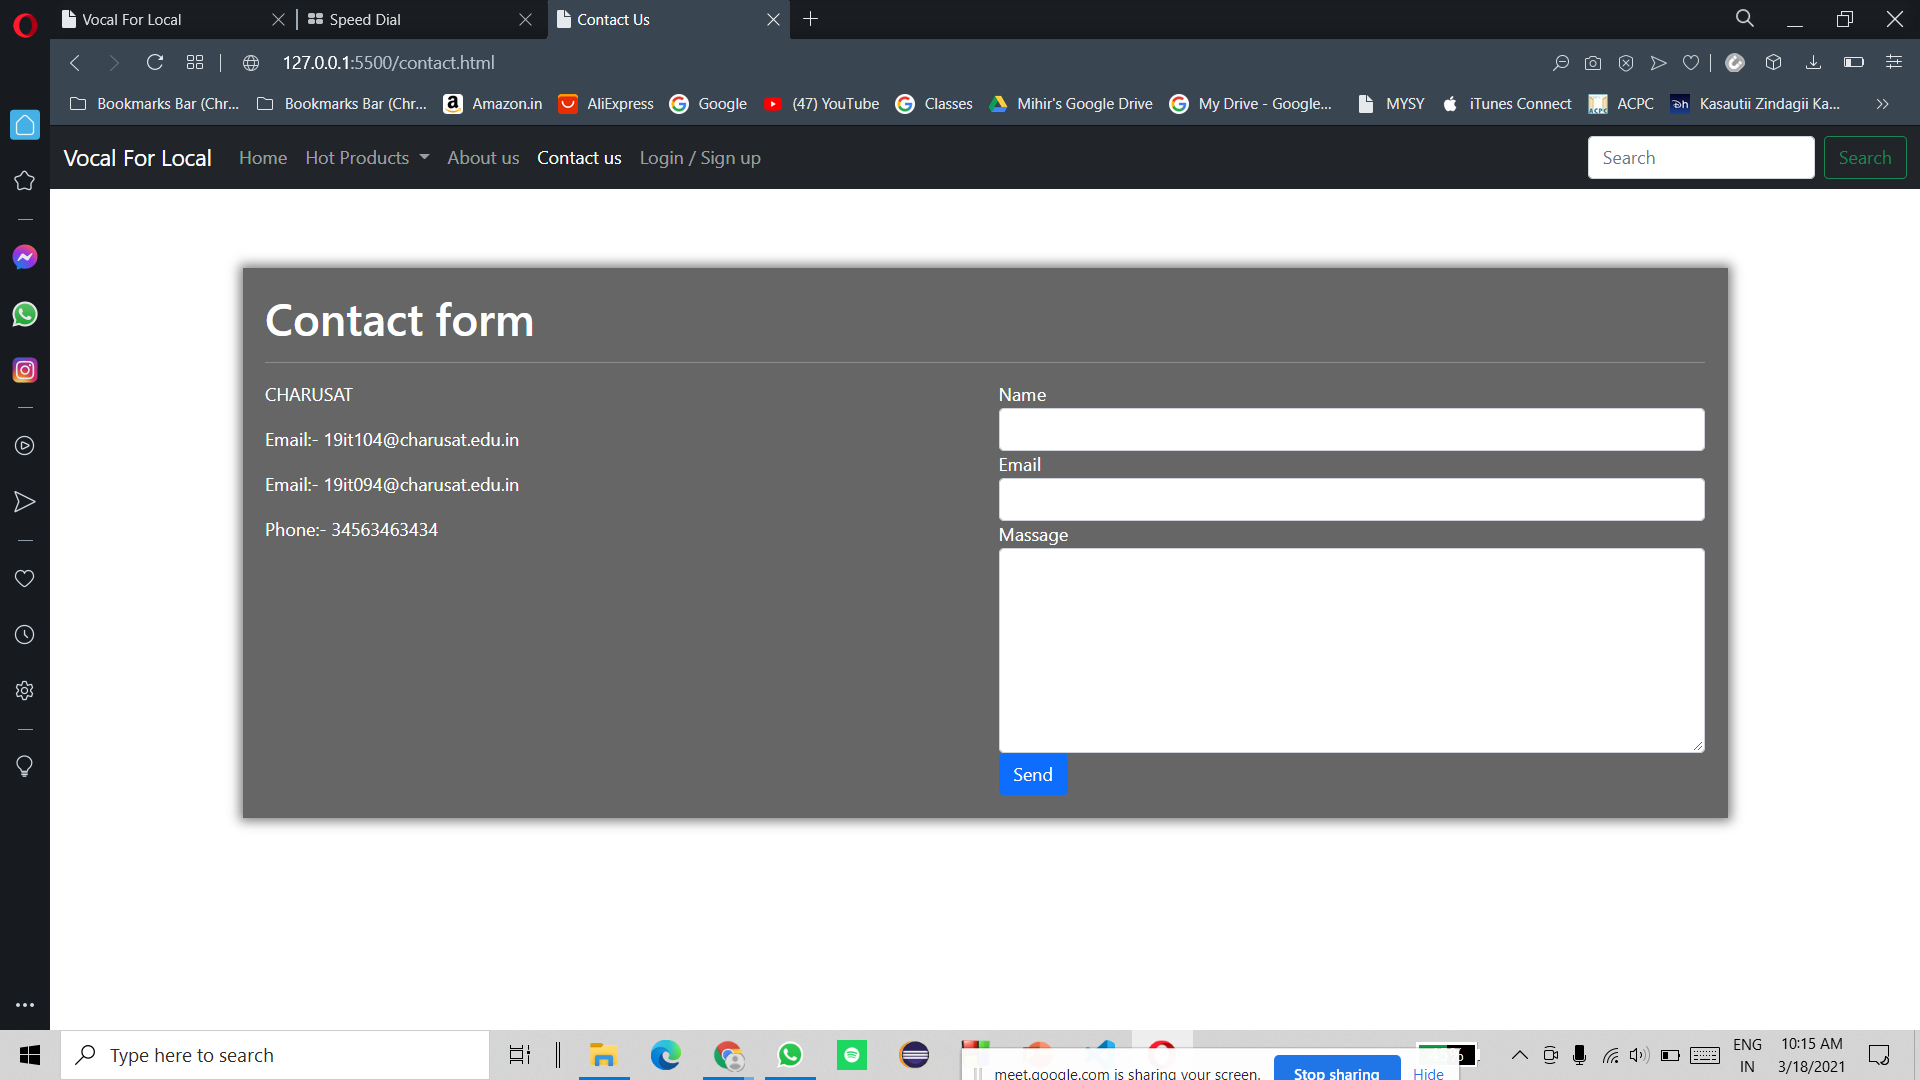 Vocal For Local
Speed Dial
Contact Us
127.0.0.1:5500/contact.html
Bookmarks Bar (Chr...
Bookmarks Bar (Chr...
Amazon.in
AliExpress
Google
(47) YouTube
Classes
Mihir's Google Drive
My Drive - Google...
MYSY
iTunes Connect
ACPC
Kasautii Zindagii Ka...
Vocal For Local
Home
Hot Products
About us
Contact us
Login / Sign up
Search
Search
Contact form
CHARUSAT
Email:- 19it104@charusat.edu.in
Email:- 19it094@charusat.edu.in
Phone:- 34563463434
Name
Email
Massage
Send
Type here to search
meet.google.com is sharing your screen.
Stop sharing
Hide
ENG
IN
10:15 AM
3/18/2021